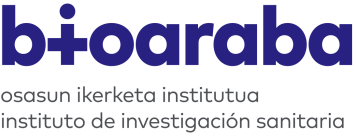 bioaraba
osasun ikerketa institutua
instituto de investigación sanitaria